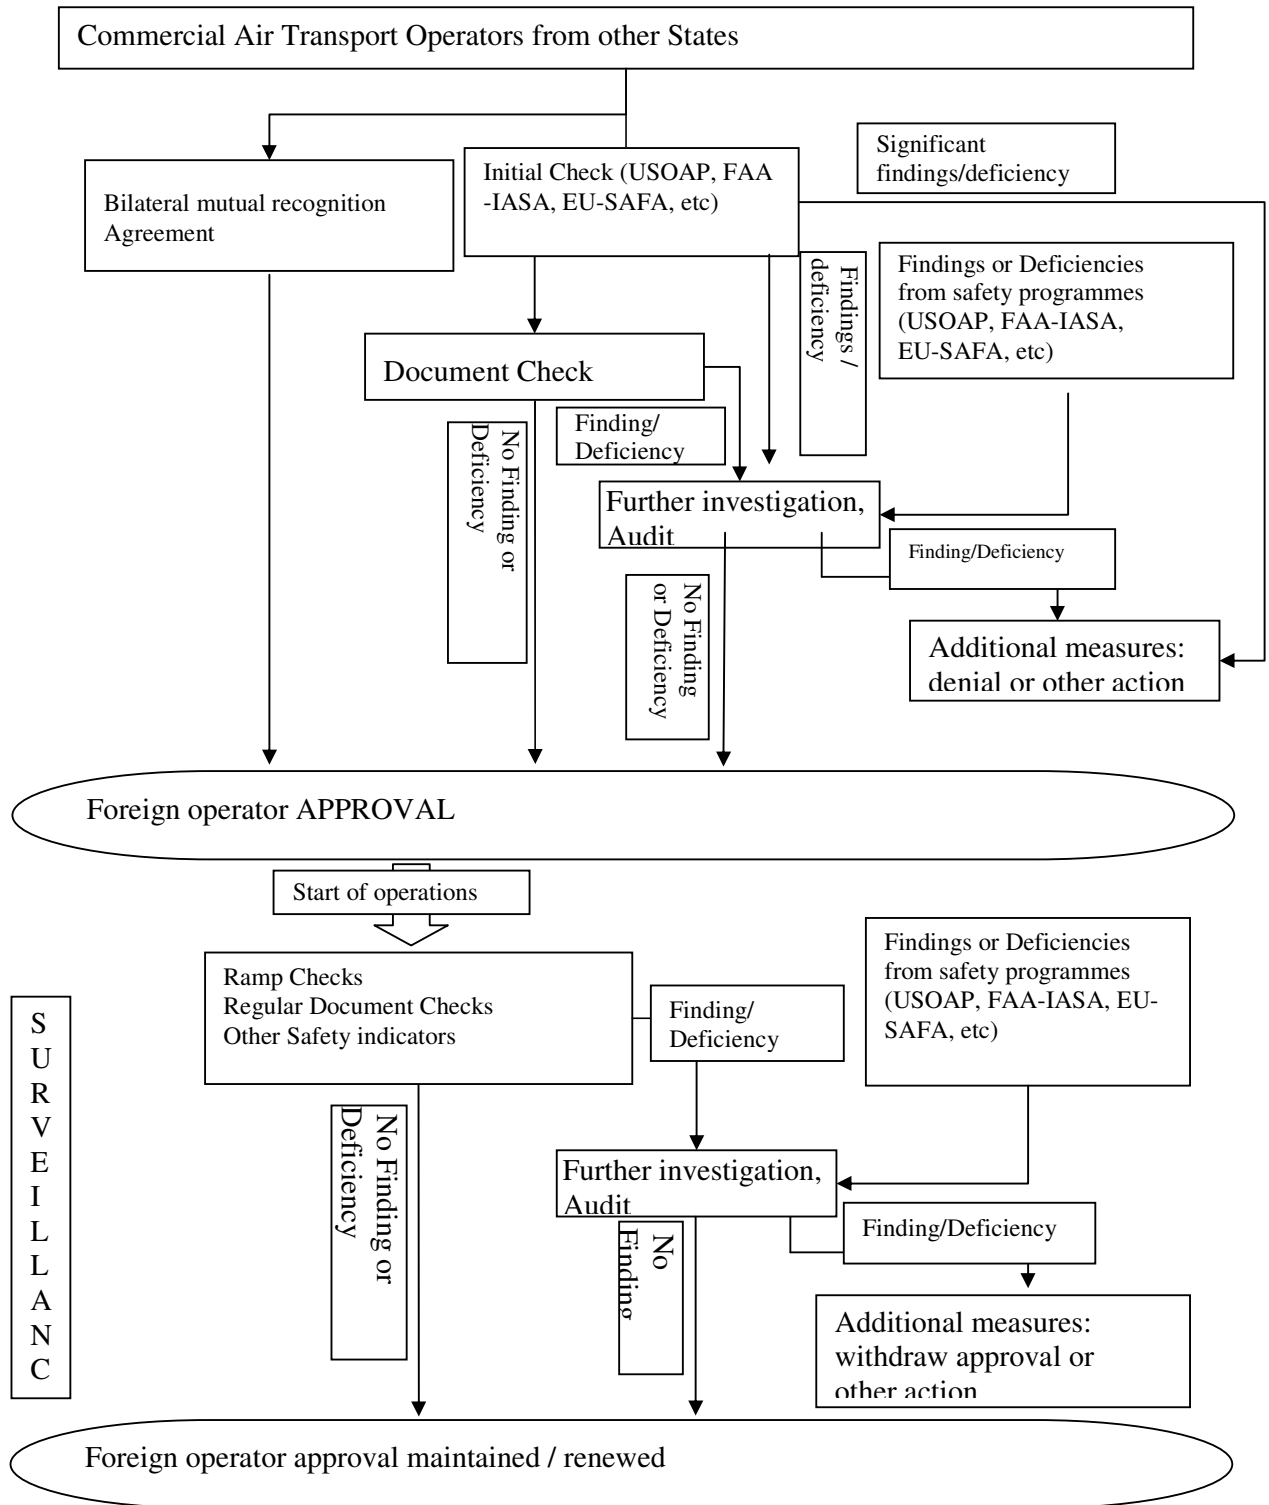 Commercial Air Transport Operators from other States
Significant
findings/deficiency
Initial Check (USOAP, FAA
-IASA, EU-SAFA, etc)
Bilateral mutual recognition
Agreement
Findings /
deficiency
Findings or Deficiencies
from safety programmes
(USOAP, FAA-IASA,
EU-SAFA, etc)
Document Check
Finding/
Deficiency
No Finding or
Deficiency
Further investigation,
Audit
Finding/Deficiency
No Finding
or Deficiency
Additional measures:
denial or other action
Foreign operator APPROVAL
Start of operations
Findings or Deficiencies
from safety programmes
(USOAP, FAA-IASA, EU-
SAFA, etc)
Ramp Checks
Regular Document Checks
Other Safety indicators
Finding/
Deficiency
S
U
R
V
E
I
L
L
A
N
C
No Finding or
Deficiency
Further investigation,
Audit
Finding/Deficiency
No
Finding
Additional measures:
withdraw approval or
other action
Foreign operator approval maintained / renewed